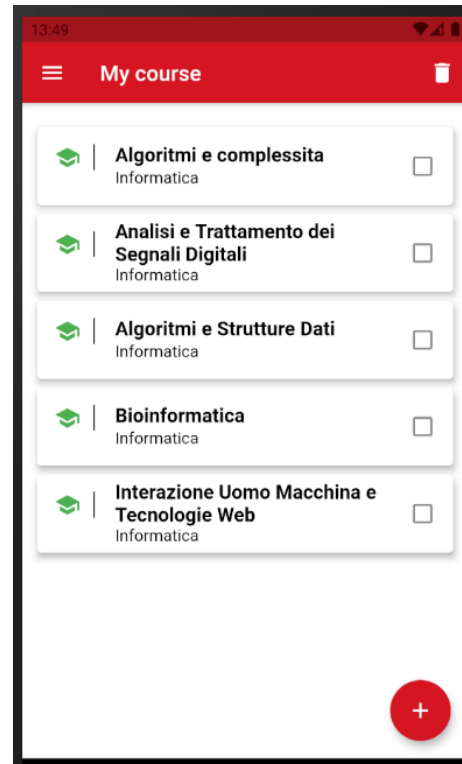 13:49
My course
Algoritmi e complessita
Informatica
Analisi e Trattamento dei
Segnali Digitali
Informatica
Algoritmi e Strutture Dati
Informatica
Bioinformatica
Informatica
Interazione Uomo Macchina e
Tecnologie Web
Informatica
+